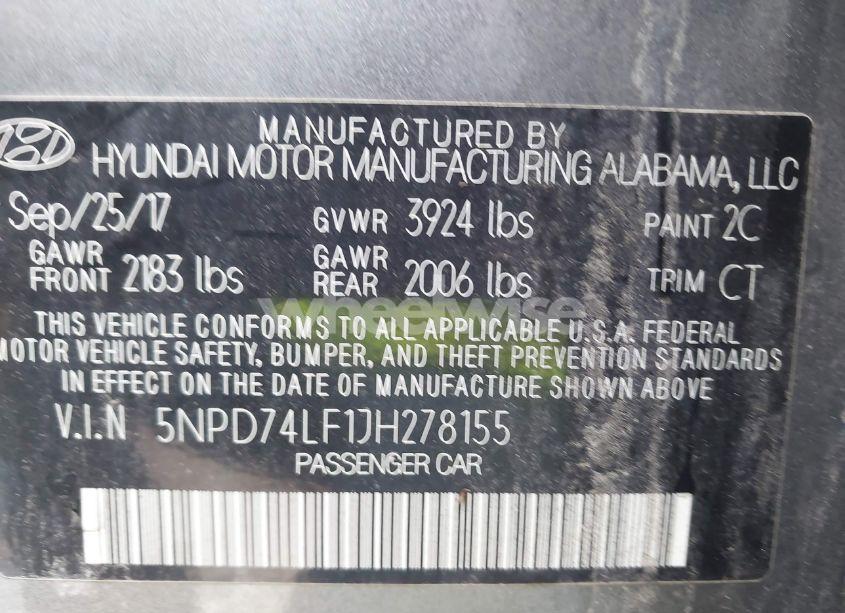 MANUFACTURED BY
HYUNDAI MOTOR MANUFACTURING ALABAMA, LLC
Sep/25/17 GVWR 3924 lbs PAINT 2C
GAWR FRONT 2183 lbs GAWR REAR 2006 lbs TRIM CT
wheelwise
THIS VEHICLE CONFORMS TO ALL APPLICABLE U.S.A. FEDERAL
MOTOR VEHICLE SAFETY, BUMPER, AND THEFT PREVENTION STANDARDS
IN EFFECT ON THE DATE OF MANUFACTURE SHOWN ABOVE
V.I.N 5NPD74LF1JH278155
PASSENGER CAR